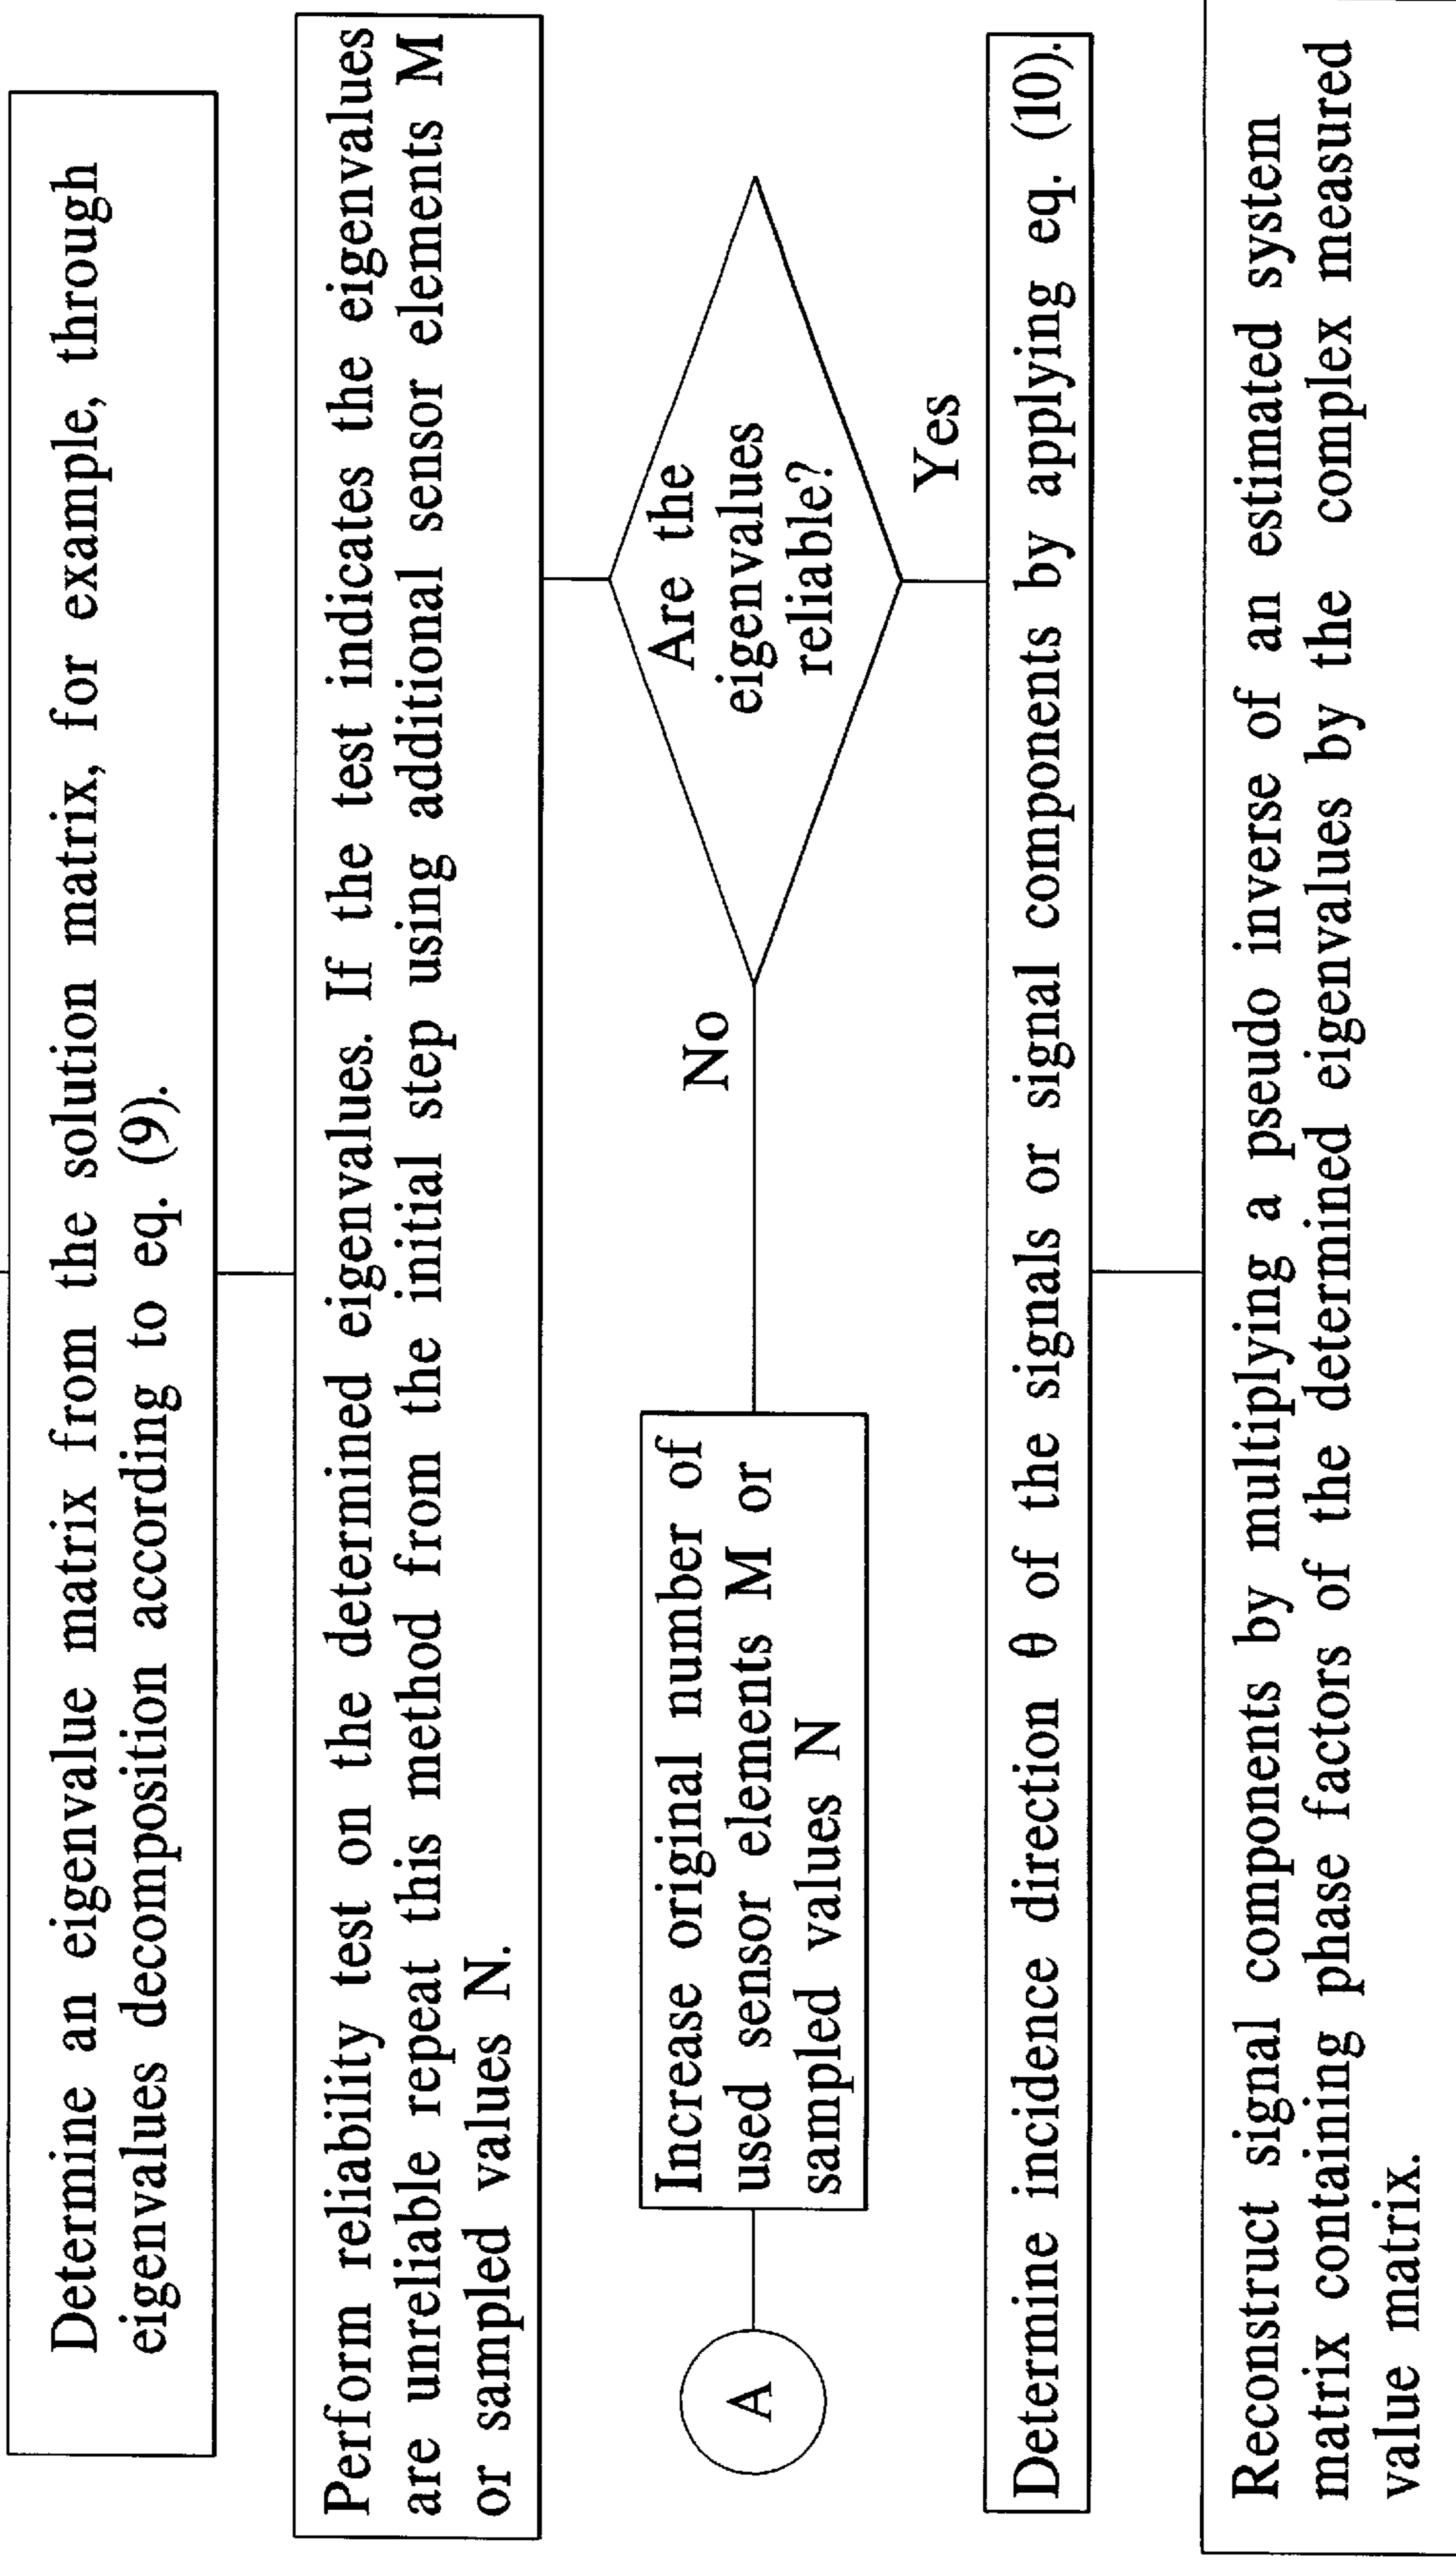 Determine an eigenvalue matrix from the solution matrix, for example, through
eigenvalues decomposition according to eq. (9).
Perform reliability test on the determined eigenvalues. If the test indicates the eigenvalues
are unreliable repeat this method from the initial step using additional sensor elements M
or sampled values N.
Are the
eigenvalues
reliable?
No
Yes
Increase original number of
used sensor elements M or
sampled values N
A
Determine incidence direction θ of the signals or signal components by applying eq. (10).
Reconstruct signal components by multiplying a pseudo inverse of an estimated system
matrix containing phase factors of the determined eigenvalues by the complex measured
value matrix.